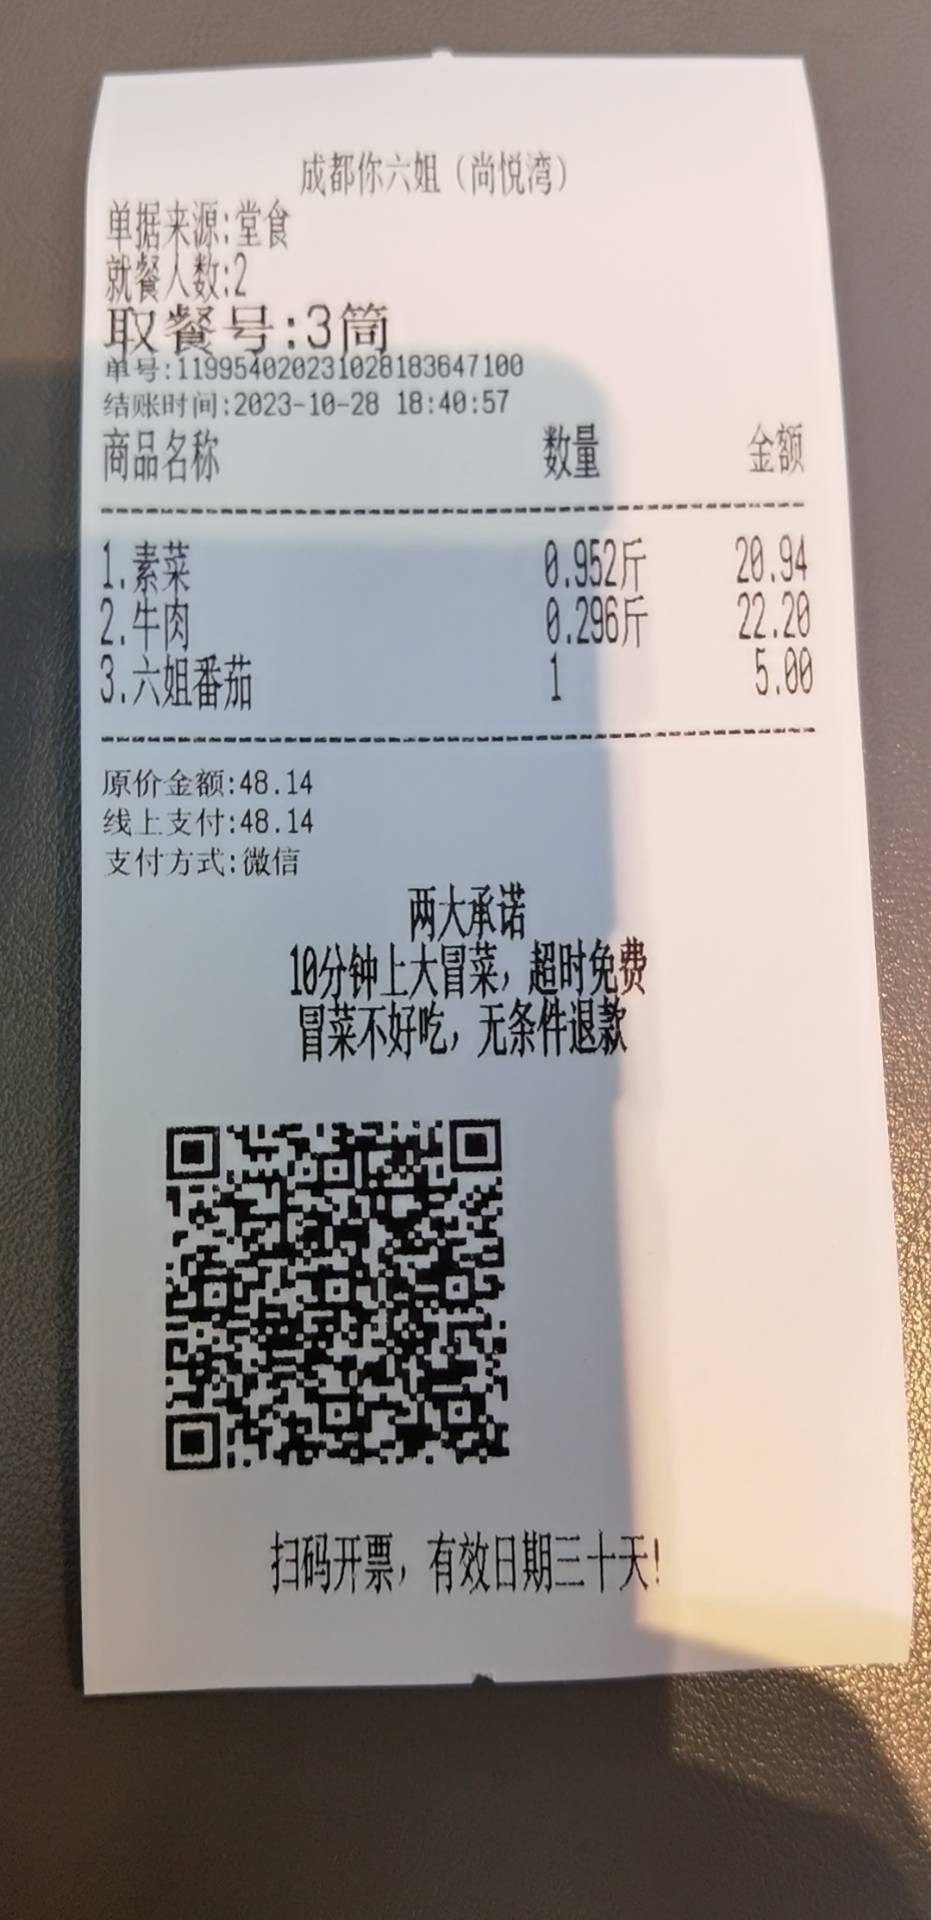 成都你六姐（尚悦湾）
单据来源:堂食
就餐人数:2
取餐号:3筒
单号:119954020231028183647100
结账时间:2023-10-28 18:40:57
商品名称 数量 金额
1.素菜 0.952斤 20.94
2.牛肉 0.296斤 22.20
3.六姐番茄 1 5.00
原价金额:48.14
线上支付:48.14
支付方式:微信
两大承诺
10分钟上大冒菜，超时免费
冒菜不好吃，无条件退款
扫码开票，有效日期三十天!